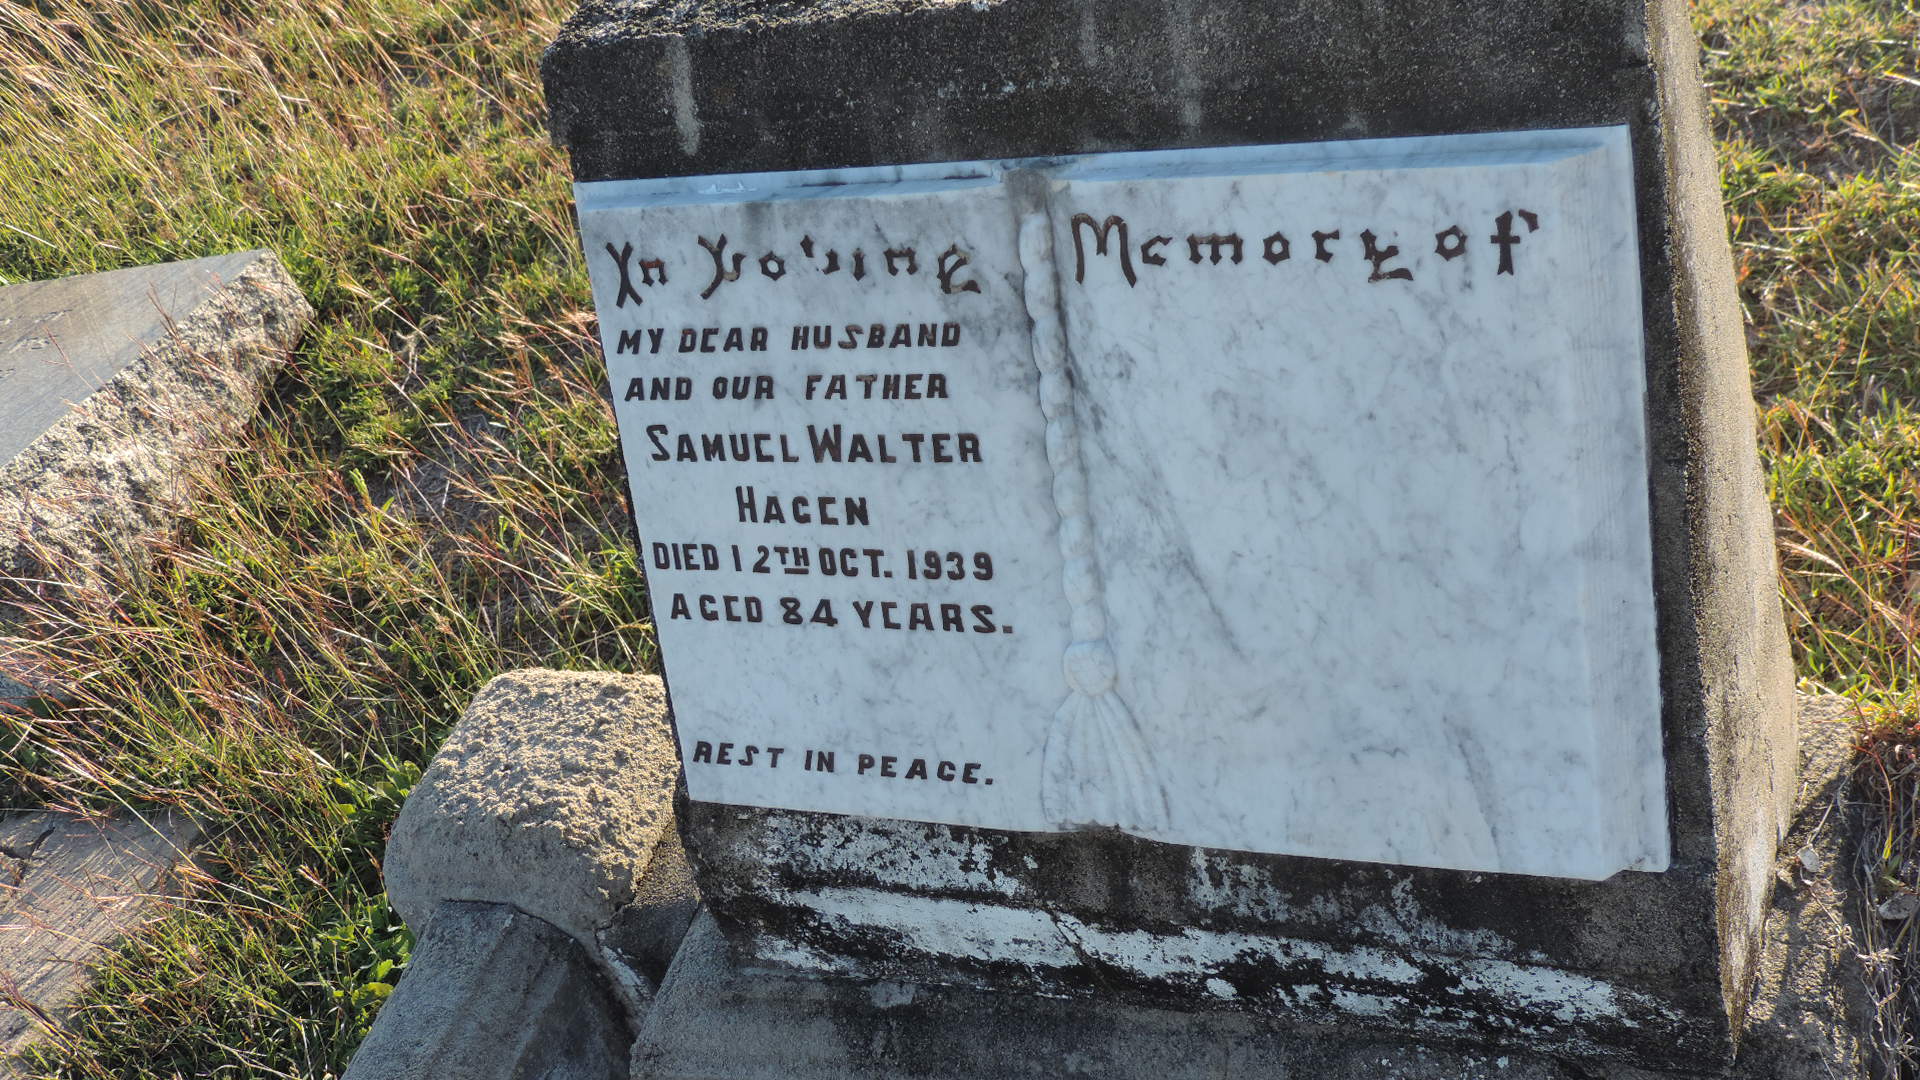 In Loving Memory of
MY DEAR HUSBAND
AND OUR FATHER
SAMUEL WALTER
HAGEN
DIED 12TH OCT. 1939
AGED 84 YEARS.
REST IN PEACE.